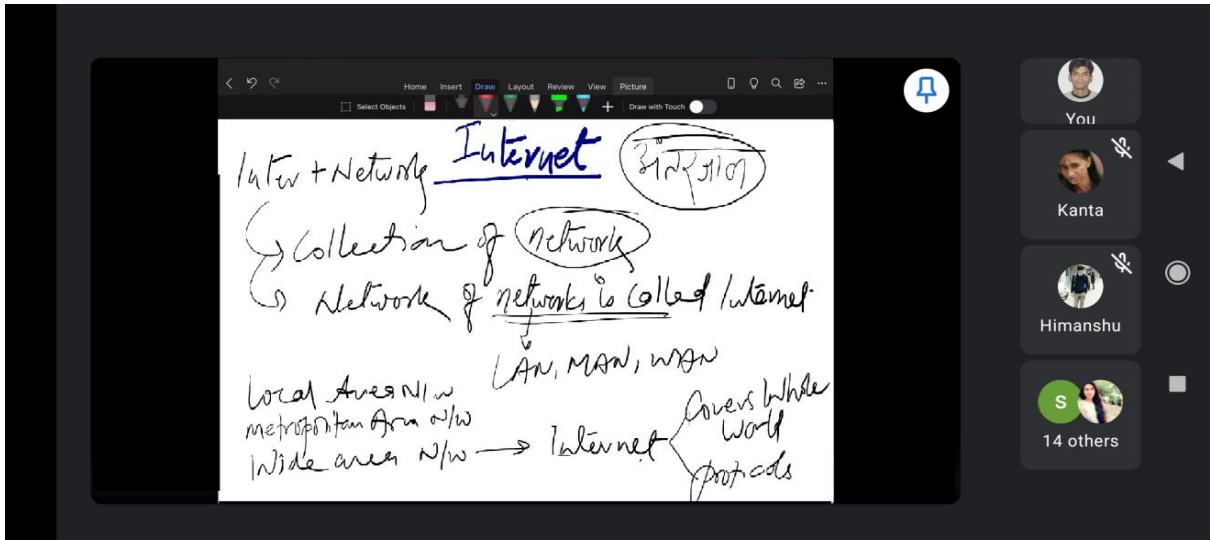 Home Insert Draw Layout Review View Picture
Select Objects Draw with Touch
Internet
Inter + Network
अंतरजाल
Collection of network
Network of networks is called Internet.
LAN, MAN, WAN
Local Area N/w
Metropolitan Area N/W
Wide area N/w → Internet
Covers Whole
World
protocols
You
Kanta
Himanshu
S
14 others